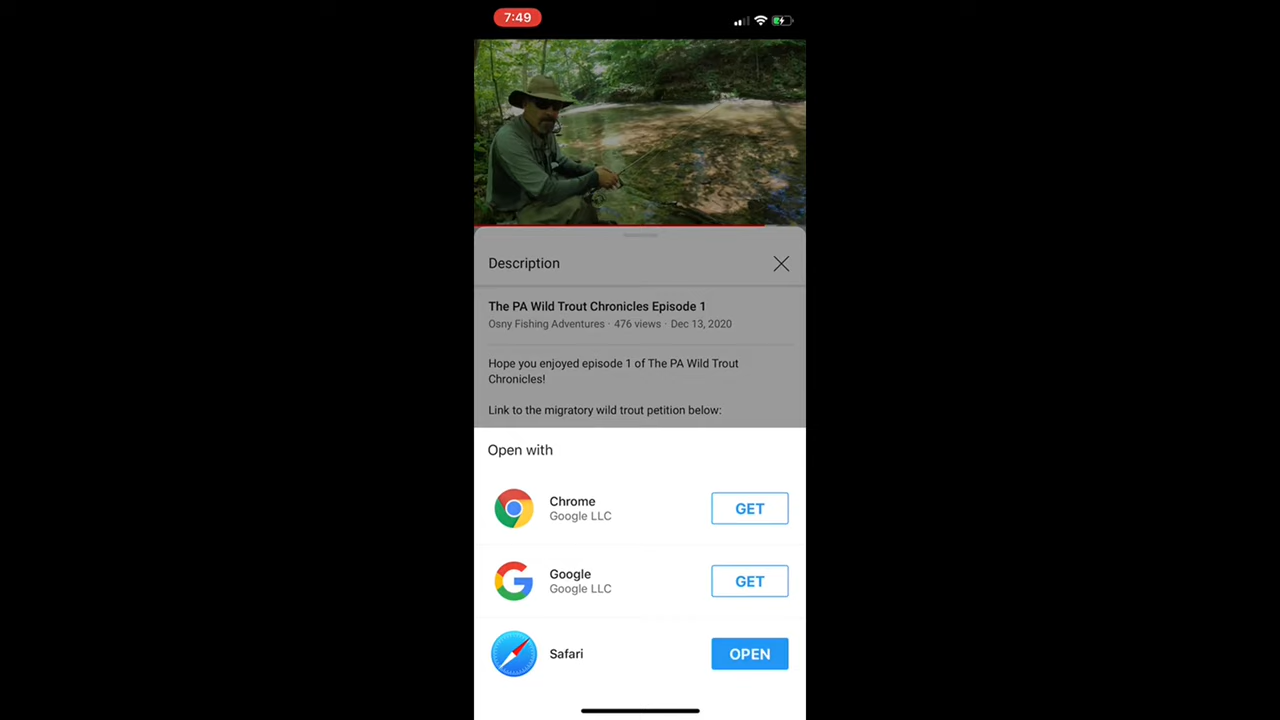 7:49
Description
The PA Wild Trout Chronicles Episode 1
Osny Fishing Adventures · 476 views · Dec 13, 2020
Hope you enjoyed episode 1 of The PA Wild Trout
Chronicles!
Link to the migratory wild trout petition below:
Open with
Chrome
Google LLC
GET
Google
Google LLC
GET
Safari
OPEN